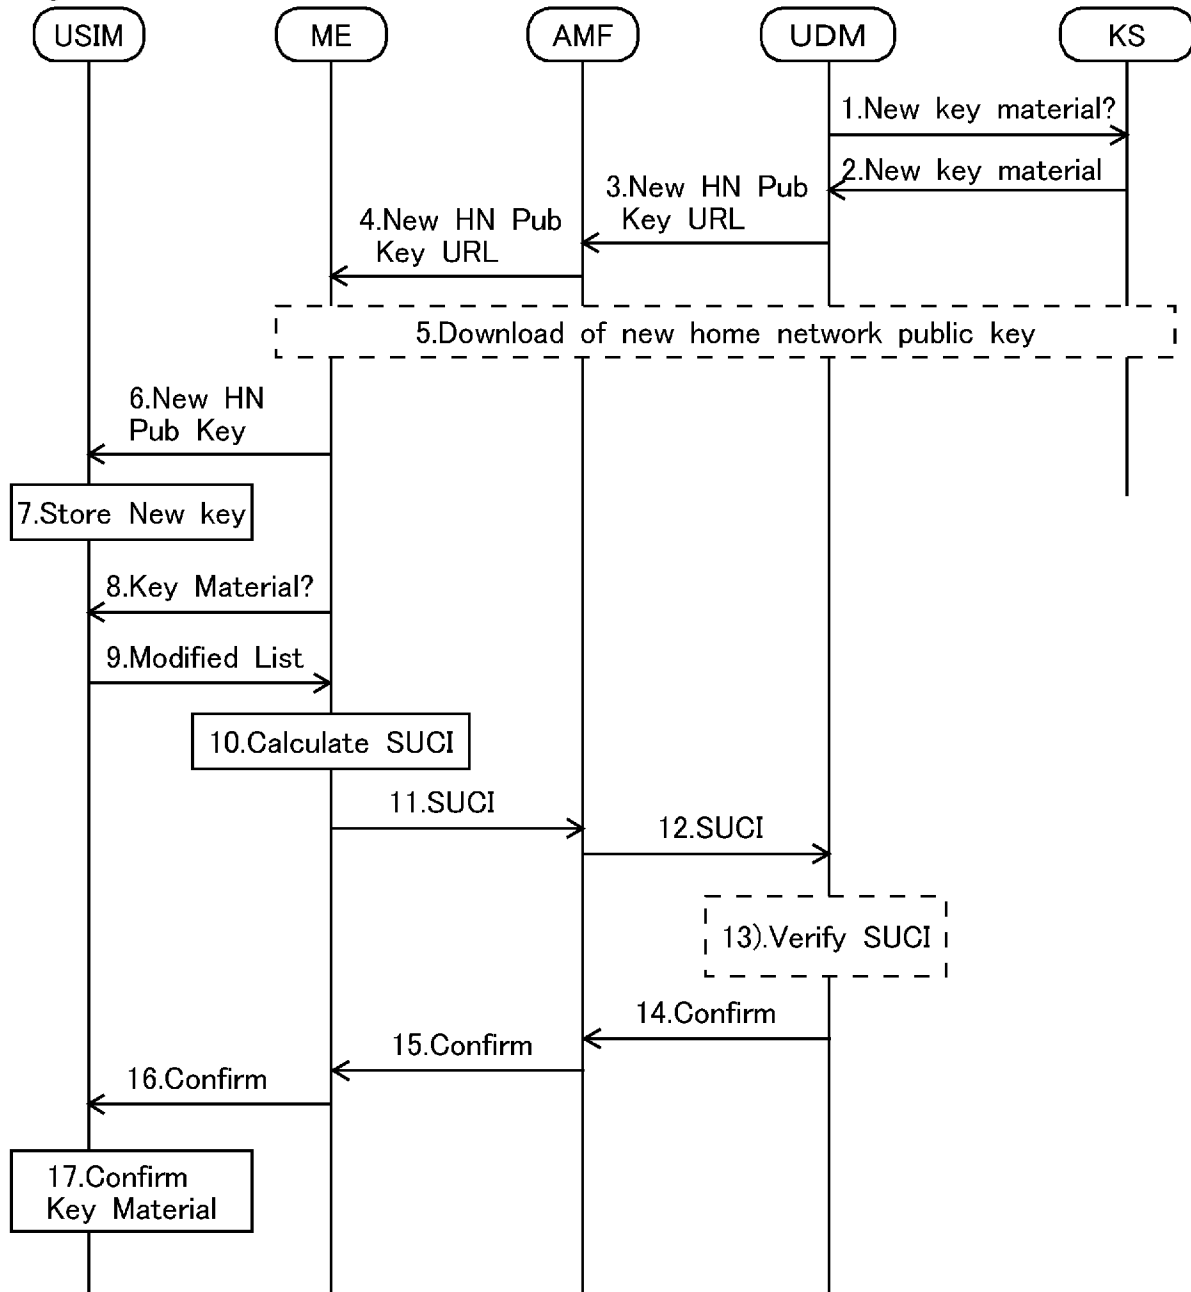 USIM
ME
AMF
UDM
KS
1.New key material?
2.New key material
3.New HN Pub
Key URL
4.New HN Pub
Key URL
5.Download of new home network public key
6.New HN
Pub Key
7.Store New key
8.Key Material?
9.Modified List
10.Calculate SUCI
11.SUCI
12.SUCI
13).Verify SUCI
14.Confirm
15.Confirm
16.Confirm
17.Confirm
Key Material